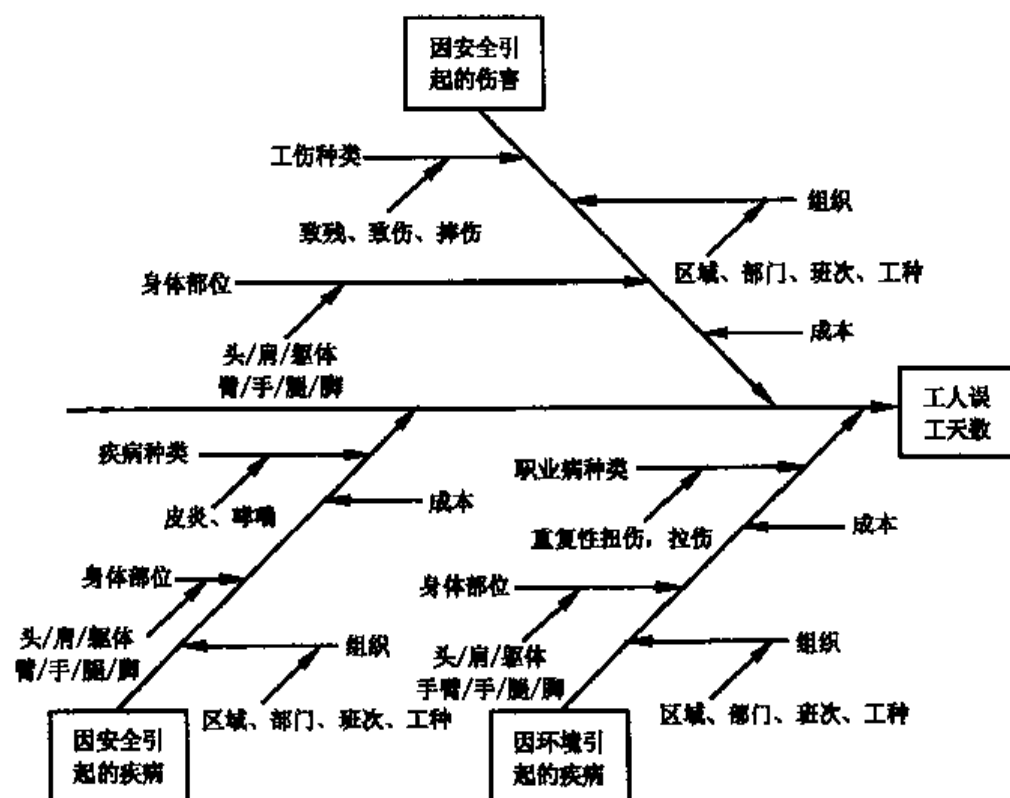 因安全引
起的伤害
工伤种类
组织
致残、致伤、摔伤
区域、部门、班次、工种
身体部位
成本
头/肩/躯体
臂/手/腿/脚
工人误
工天数
疾病种类
职业病种类
成本
成本
皮炎、哮喘
重复性扭伤,拉伤
身体部位
身体部位
头/肩/躯体
臂/手/腿/脚
组织
头/肩/躯体
手臂/手/腿/脚
组织
区域、部门、班次、工种
区域、部门、班次、工种
因安全引
起的疾病
因环境引
起的疾病